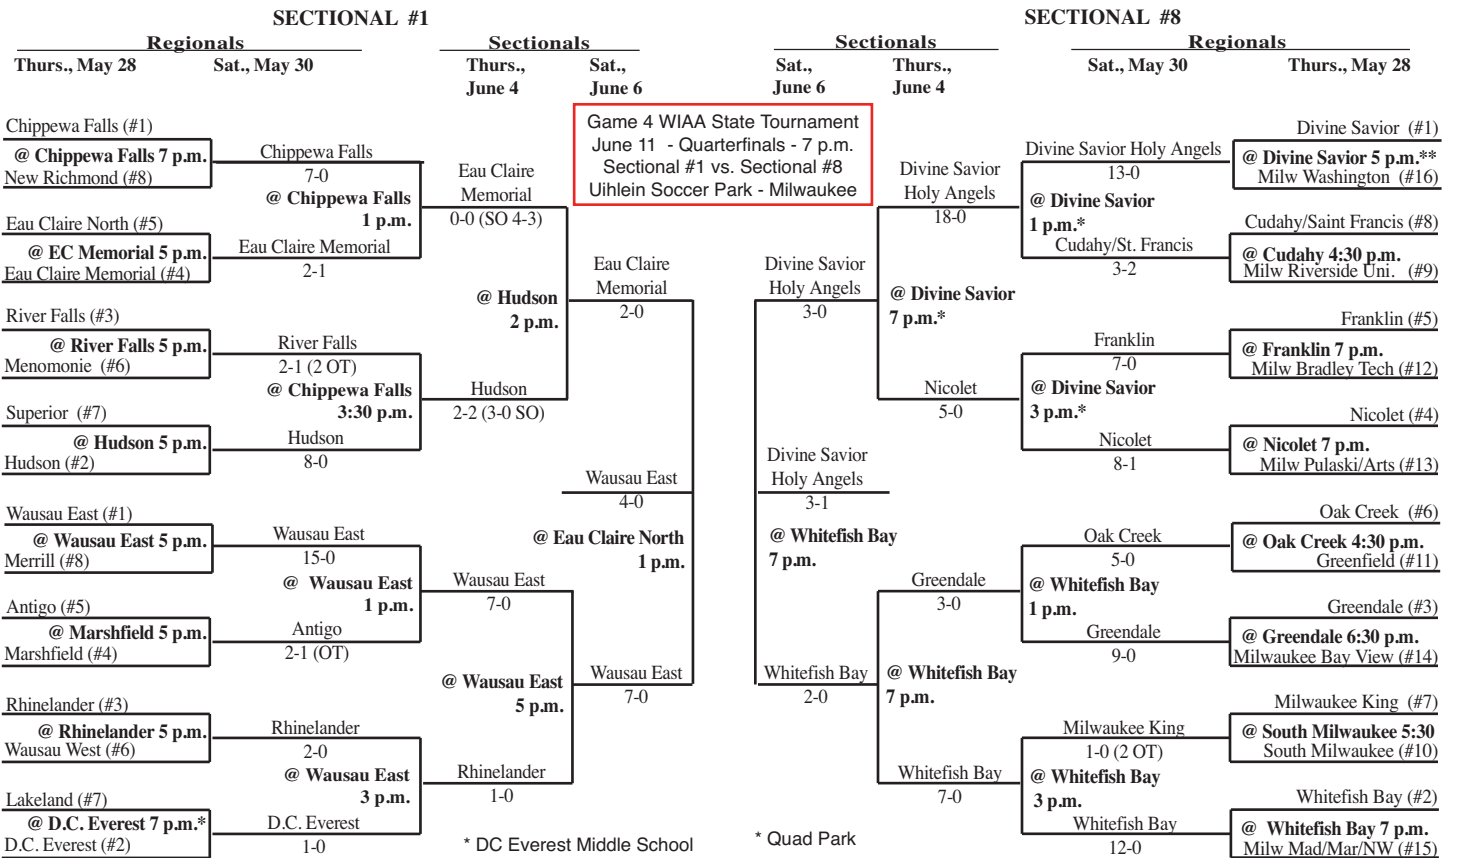 SECTIONAL #1
Regionals
Sectionals
Thurs., May 28
Sat., May 30
Thurs.,
June 4
Sat.,
June 6
Chippewa Falls (#1)
@ Chippewa Falls 7 p.m.
New Richmond (#8)
Eau Claire North (#5)
@ EC Memorial 5 p.m.
Eau Claire Memorial (#4)
River Falls (#3)
@ River Falls 5 p.m.
Menomonie (#6)
Superior (#7)
@ Hudson 5 p.m.
Hudson (#2)
Wausau East (#1)
@ Wausau East 5 p.m.
Merrill (#8)
Antigo (#5)
@ Marshfield 5 p.m.
Marshfield (#4)
Rhinelander (#3)
@ Rhinelander 5 p.m.
Wausau West (#6)
Lakeland (#7)
@ D.C. Everest 7 p.m.*
D.C. Everest (#2)
Chippewa Falls
7-0
@ Chippewa Falls
1 p.m.
Eau Claire Memorial
2-1
River Falls
2-1 (2 OT)
@ Chippewa Falls
3:30 p.m.
Hudson
8-0
Wausau East
15-0
@ Wausau East
1 p.m.
Antigo
2-1 (OT)
Rhinelander
2-0
@ Wausau East
3 p.m.
D.C. Everest
1-0
Eau Claire
Memorial
0-0 (SO 4-3)
@ Hudson
2 p.m.
Hudson
2-2 (3-0 SO)
Wausau East
7-0
@ Wausau East
5 p.m.
Rhinelander
1-0
Eau Claire
Memorial
2-0
Wausau East
4-0
@ Eau Claire North
1 p.m.
Wausau East
7-0
* DC Everest Middle School
Game 4 WIAA State Tournament
June 11 - Quarterfinals - 7 p.m.
Sectional #1 vs. Sectional #8
Uihlein Soccer Park - Milwaukee
SECTIONAL #8
Sectionals
Regionals
Sat.,
June 6
Thurs.,
June 4
Sat., May 30
Thurs., May 28
Divine Savior
Holy Angels
3-0
Divine Savior
Holy Angels
3-1
@ Whitefish Bay
7 p.m.
Whitefish Bay
2-0
Divine Savior
Holy Angels
18-0
@ Divine Savior
7 p.m.*
Nicolet
5-0
Greendale
3-0
@ Whitefish Bay
7 p.m.
Whitefish Bay
7-0
Divine Savior Holy Angels
13-0
@ Divine Savior
1 p.m.*
Cudahy/St. Francis
3-2
Franklin
7-0
@ Divine Savior
3 p.m.*
Nicolet
8-1
Oak Creek
5-0
@ Whitefish Bay
1 p.m.
Greendale
9-0
Milwaukee King
1-0 (2 OT)
@ Whitefish Bay
3 p.m.
Whitefish Bay
12-0
Divine Savior (#1)
@ Divine Savior 5 p.m.**
Milw Washington (#16)
Cudahy/Saint Francis (#8)
@ Cudahy 4:30 p.m.
Milw Riverside Uni. (#9)
Franklin (#5)
@ Franklin 7 p.m.
Milw Bradley Tech (#12)
Nicolet (#4)
@ Nicolet 7 p.m.
Milw Pulaski/Arts (#13)
Oak Creek (#6)
@ Oak Creek 4:30 p.m.
Greenfield (#11)
Greendale (#3)
@ Greendale 6:30 p.m.
Milwaukee Bay View (#14)
Milwaukee King (#7)
@ South Milwaukee 5:30
South Milwaukee (#10)
Whitefish Bay (#2)
@ Whitefish Bay 7 p.m.
Milw Mad/Mar/NW (#15)
* Quad Park